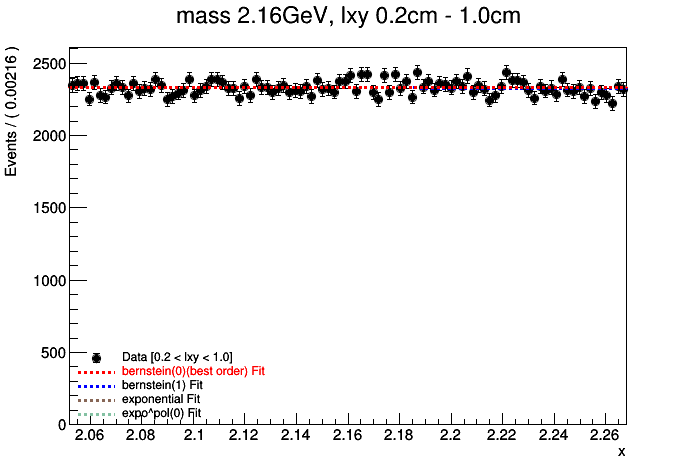 mass 2.16GeV, lxy 0.2cm - 1.0cm
Events / ( 0.00216 )
2500
2000
1500
1000
500
0
Data [0.2 < lxy < 1.0]
bernstein(0)(best order) Fit
bernstein(1) Fit
exponential Fit
expo^pol(0) Fit
2.06 2.08 2.1 2.12 2.14 2.16 2.18 2.2 2.22 2.24 2.26
x